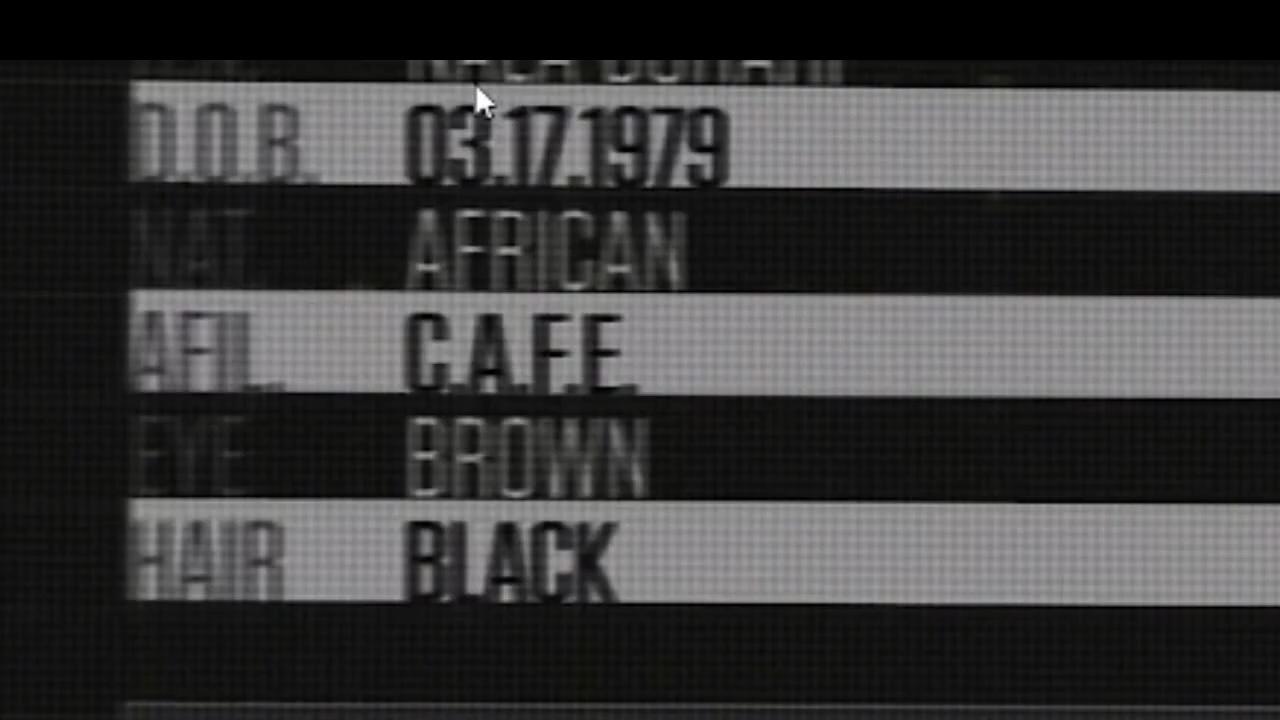 D.O.B. 03.17.1979
NAT. AFRICAN
AFIL. C.A.F.E.
EYE BROWN
HAIR BLACK